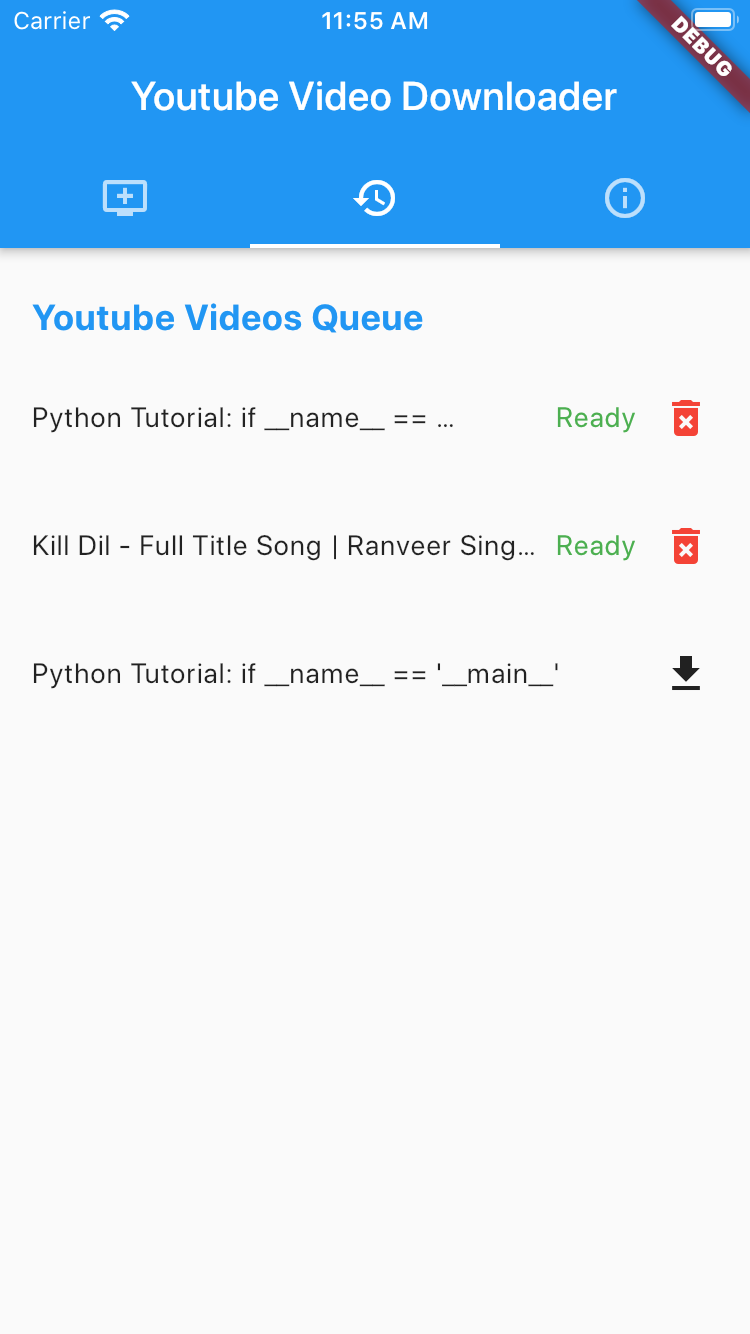 Carrier 11:55 AM
DEBUG
Youtube Video Downloader
Youtube Videos Queue
Python Tutorial: if __name__ == ... Ready
Kill Dil - Full Title Song | Ranveer Sing... Ready
Python Tutorial: if __name__ == '__main__'